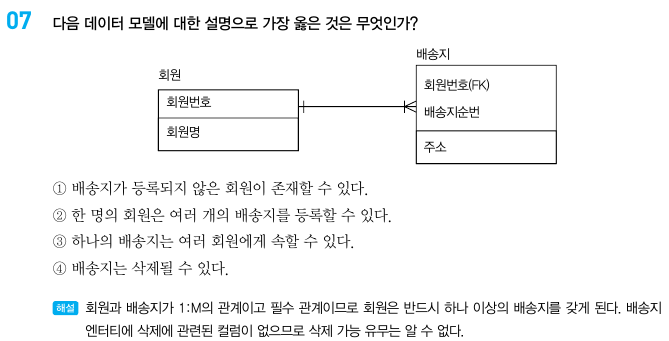 07 다음 데이터 모델에 대한 설명으로 가장 옳은 것은 무엇인가?
배송지
회원
회원번호
회원명
회원번호(FK)
배송지순번
주소
① 배송지가 등록되지 않은 회원이 존재할 수 있다.
② 한 명의 회원은 여러 개의 배송지를 등록할 수 있다.
③ 하나의 배송지는 여러 회원에게 속할 수 있다.
④ 배송지는 삭제될 수 있다.
해설 회원과 배송지가 1:M의 관계이고 필수 관계이므로 회원은 반드시 하나 이상의 배송지를 갖게 된다. 배송지
엔터티에 삭제에 관련된 컬럼이 없으므로 삭제 가능 유무는 알 수 없다.